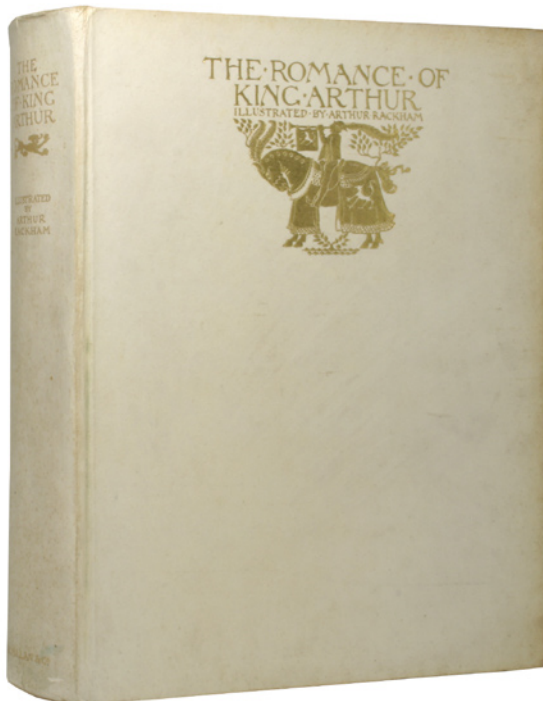 THE
ROMANCE
OF KING
ARTHUR
ILLUSTRATED
BY
ARTHUR
RACKHAM
THE·ROMANCE·OF
KING·ARTHUR
ILLUSTRATED·BY·ARTHUR·RACKHAM